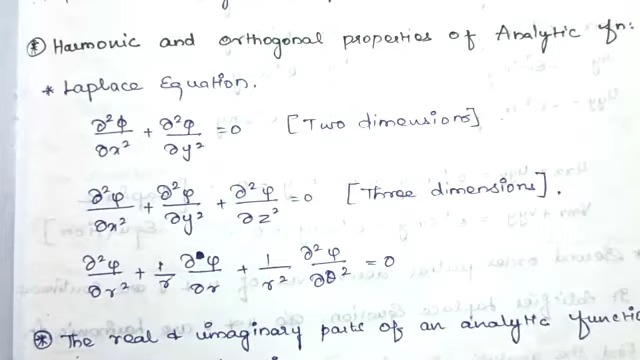 * Harmonic and orthogonal properties of Analytic fn:
* Laplace Equation.
∂²φ/∂x² + ∂²φ/∂y² = 0 [Two dimensions]
∂²φ/∂x² + ∂²φ/∂y² + ∂²φ/∂z² = 0 [Three dimensions].
∂²φ/∂r² + 1/r ∂φ/∂r + 1/r² ∂²φ/∂θ² = 0
* The real & imaginary parts of an analytic function